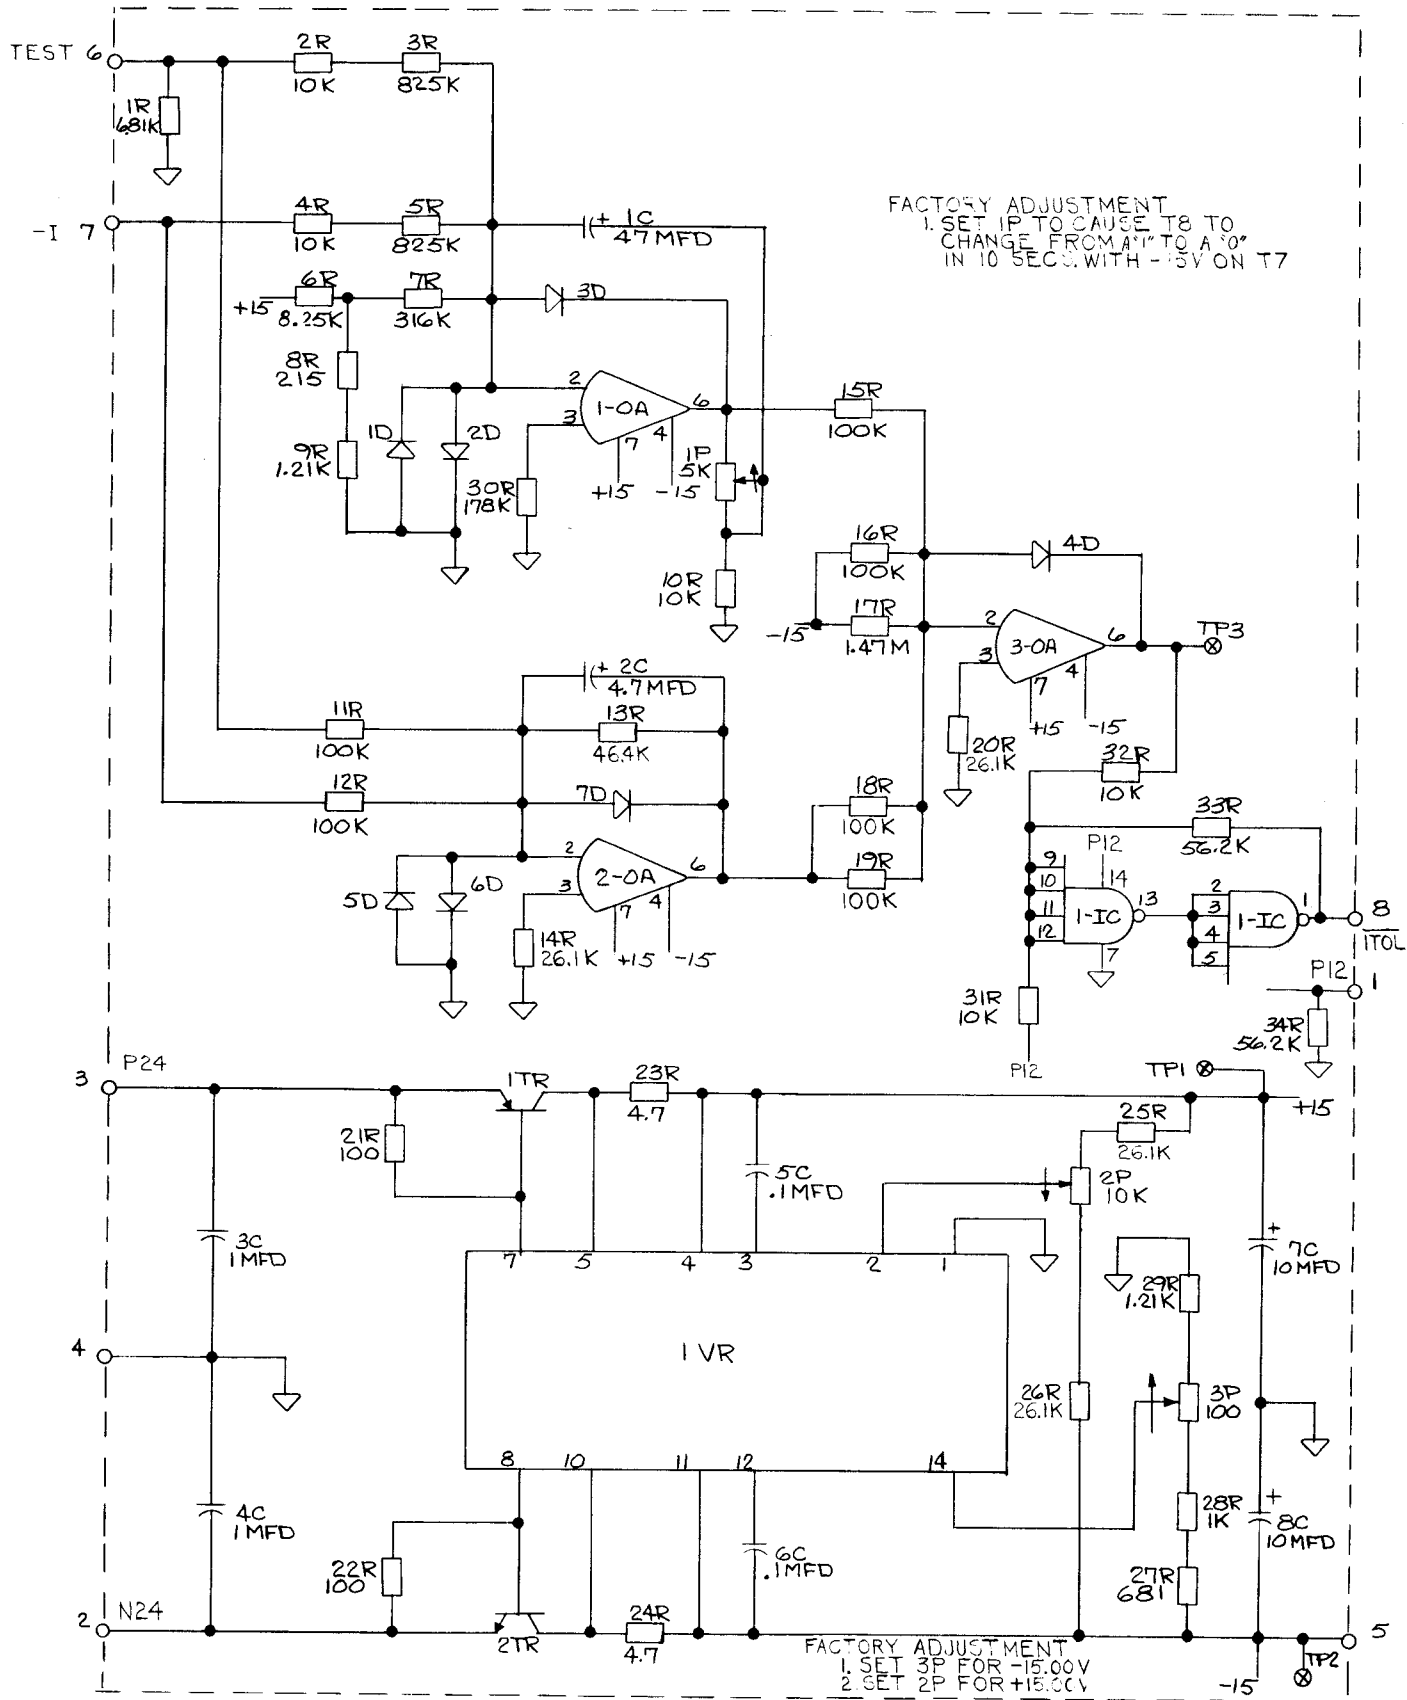 TEST 6
2R
10K
3R
825K
1R
6.81K
-I 7
4R
10K
5R
825K
+ 1C
47 MFD
FACTORY ADJUSTMENT
1. SET 1P TO CAUSE T8 TO
CHANGE FROM A "1" TO A "0"
IN 10 SECS. WITH -15V ON T7
6R
+15 8.25K
7R
316K
3D
8R
215
9R
1.21K
1D
2D
2
3
1-OA
6
7
4
+15
-15
30R
178K
1P
5K
15R
100K
10R
10K
16R
100K
4D
17R
-15
1.47M
2
3
3-OA
6
7
4
+15
-15
TP3
20R
26.1K
32R
10K
+ 2C
4.7MFD
11R
100K
13R
46.4K
12R
100K
7D
18R
100K
19R
100K
33R
56.2K
5D
6D
2
3
2-OA
6
7
4
+15
-15
14R
26.1K
P12
9
10
11
12
14
1-IC
13
7
2
3
4
5
1-IC
1
8
ITOL
P12
1
31R
10K
P12
34R
56.2K
3
P24
1TR
23R
4.7
TP1
+15
21R
100
25R
26.1K
5C
.1MFD
2P
10K
3C
1MFD
7
5
4
3
2
1
+
7C
10MFD
29R
1.21K
4
1VR
26R
26.1K
3P
100
8
10
11
12
14
4C
1MFD
28R
1K
+
8C
10MFD
22R
100
6C
.1MFD
27R
681
2
N24
2TR
24R
4.7
5
FACTORY ADJUSTMENT
1. SET 3P FOR -15.00V
2. SET 2P FOR +15.00V
-15
TP2